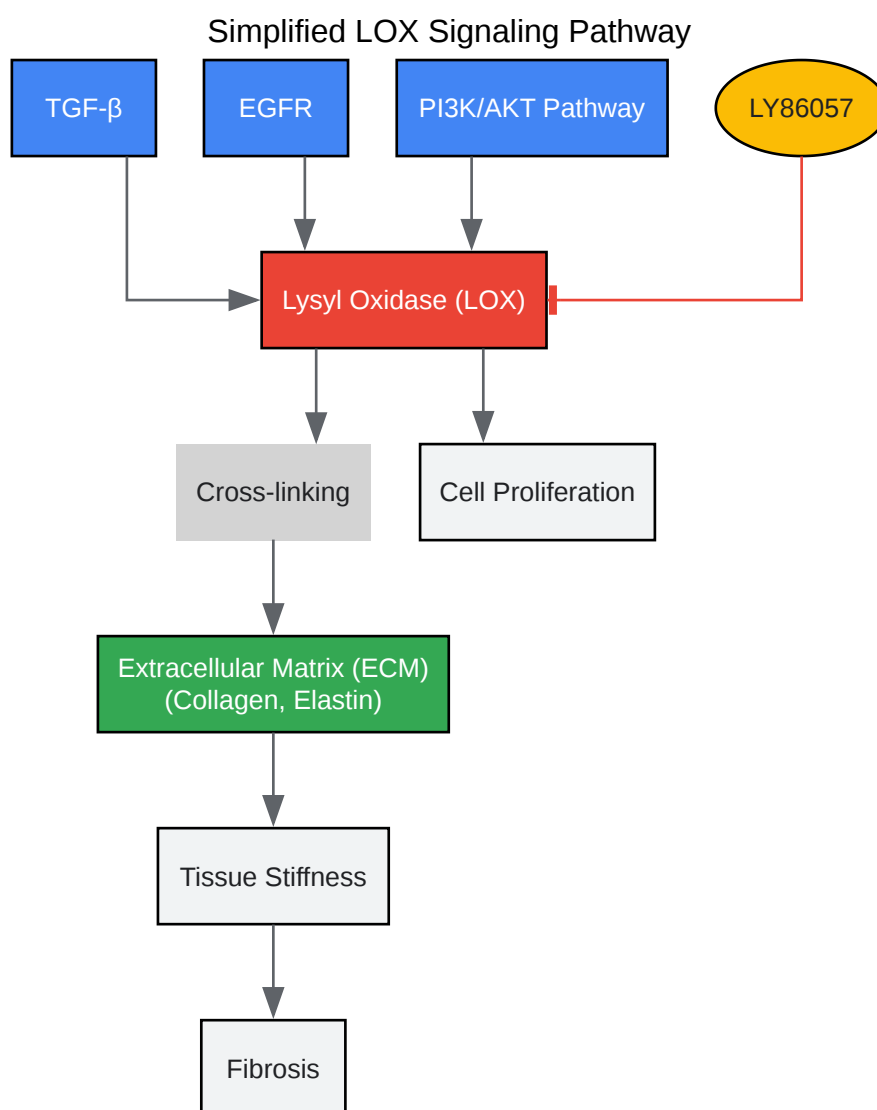 Simplified LOX Signaling Pathway
TGF-β
EGFR
PI3K/AKT Pathway
LY86057
Lysyl Oxidase (LOX)
Cross-linking
Cell Proliferation
Extracellular Matrix (ECM)
(Collagen, Elastin)
Tissue Stiffness
Fibrosis